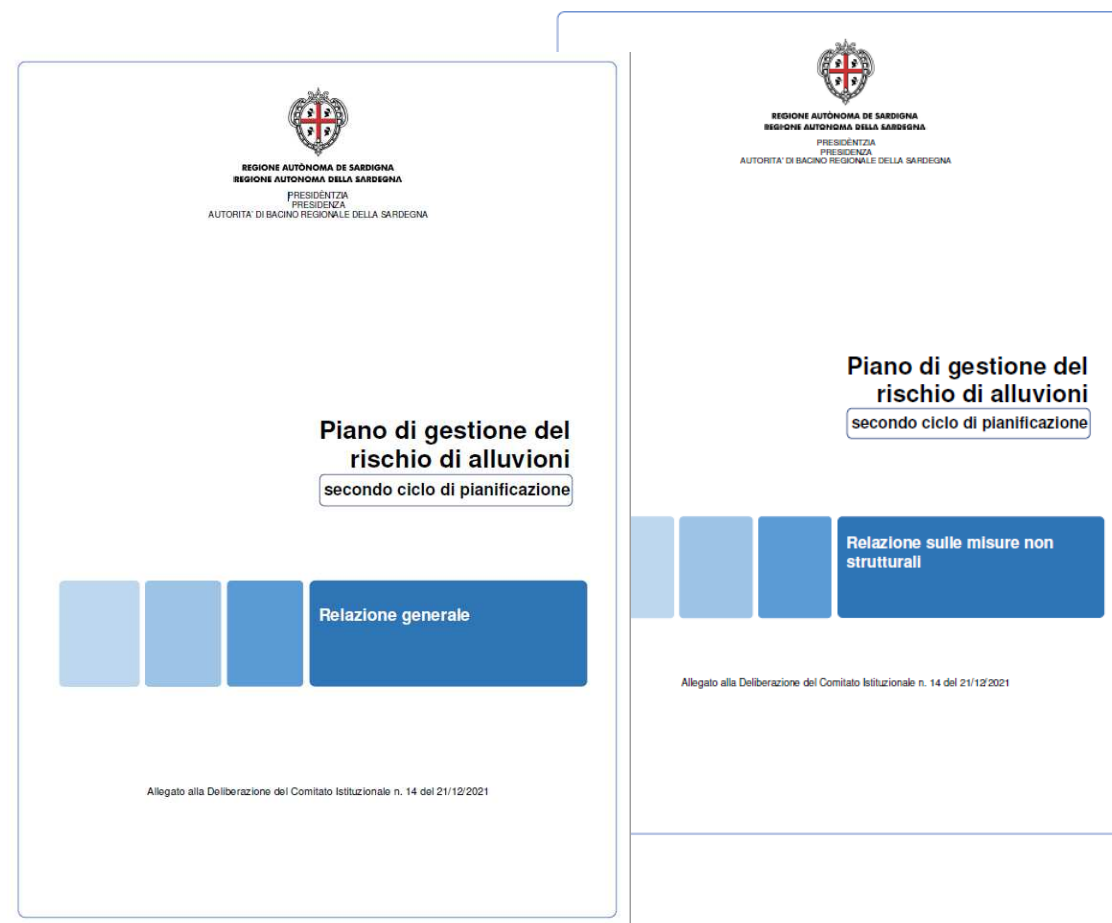 REGIONE AUTÒNOMA DE SARDIGNA
REGIONE AUTONOMA DELLA SARDEGNA
PRESIDÈNTZIA
PRESIDENZA
AUTORITA' DI BACINO REGIONALE DELLA SARDEGNA
Piano di gestione del
rischio di alluvioni
secondo ciclo di pianificazione
Relazione generale
Allegato alla Deliberazione del Comitato Istituzionale n. 14 del 21/12/2021
REGIONE AUTÒNOMA DE SARDIGNA
REGIONE AUTONOMA DELLA SARDEGNA
PRESIDÈNTZIA
PRESIDENZA
AUTORITA' DI BACINO REGIONALE DELLA SARDEGNA
Piano di gestione del
rischio di alluvioni
secondo ciclo di pianificazione
Relazione sulle misure non
strutturali
Allegato alla Deliberazione del Comitato Istituzionale n. 14 del 21/12/2021